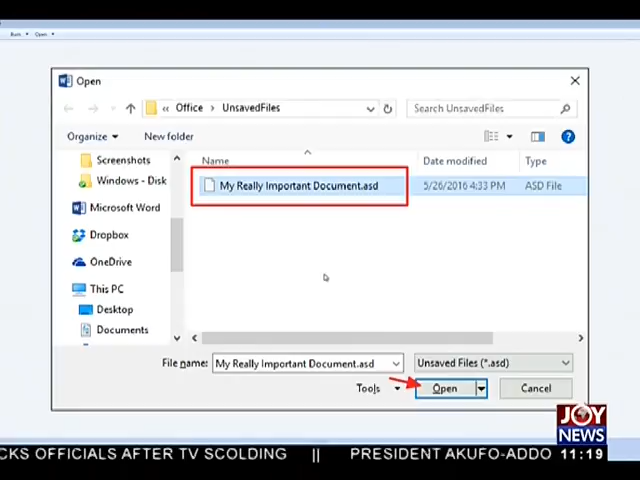 Burn Open
Open
« Office > UnsavedFiles
Search UnsavedFiles
Organize
New folder
Name
Date modified
Type
Screenshots
Windows - Disk
Microsoft Word
Dropbox
OneDrive
This PC
Desktop
Documents
My Really Important Document.asd
5/26/2016 4:33 PM
ASD File
File name:
My Really Important Document.asd
Unsaved Files (*.asd)
Tools
Open
Cancel
JOY
NEWS
CKS OFFICIALS AFTER TV SCOLDING || PRESIDENT AKUFO-ADDO
11:19